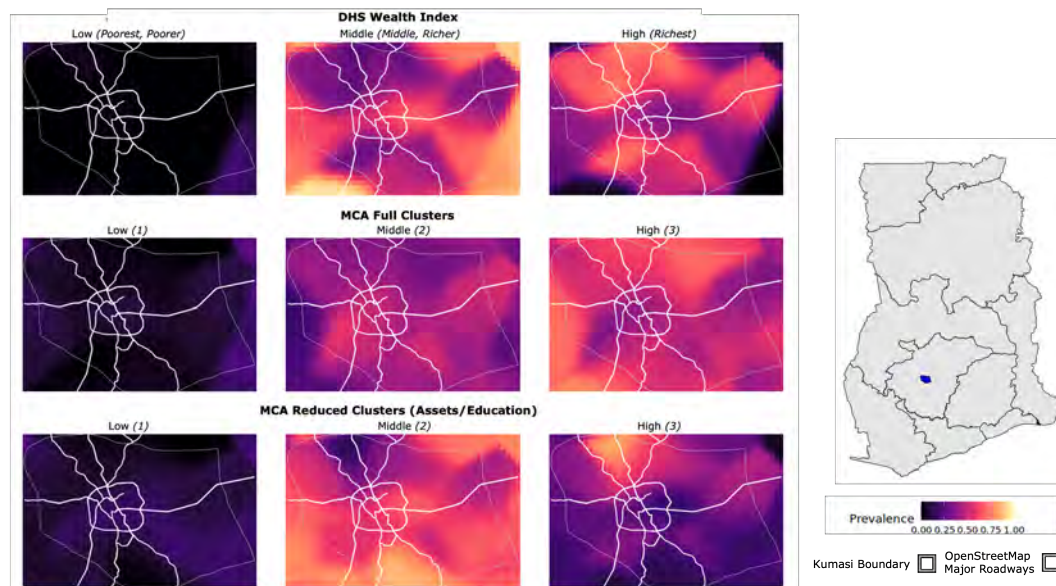 DHS Wealth Index
Low (Poorest, Poorer)
Middle (Middle, Richer)
High (Richest)
MCA Full Clusters
Low (1)
Middle (2)
High (3)
MCA Reduced Clusters (Assets/Education)
Low (1)
Middle (2)
High (3)
Prevalence
0.00 0.25 0.50 0.75 1.00
Kumasi Boundary
OpenStreetMap
Major Roadways